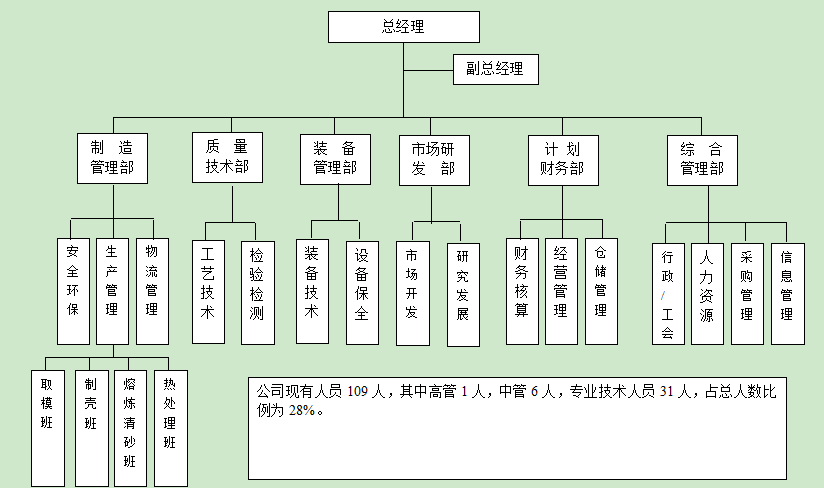 总经理
副总经理
制 造
管理部
质 量
技术部
装 备
管理部
市场研
发 部
计 划
财务部
综 合
管理部
安全环保
生产管理
物流管理
工艺技术
检验检测
装备技术
设备保全
市场开发
研究发展
财务核算
经营管理
仓储管理
行政/工会
人力资源
采购管理
信息管理
取模班
制壳班
熔炼清砂班
热处理班
公司现有人员 109 人，其中高管 1 人，中管 6 人，专业技术人员 31 人，占总人数比
例为 28%。